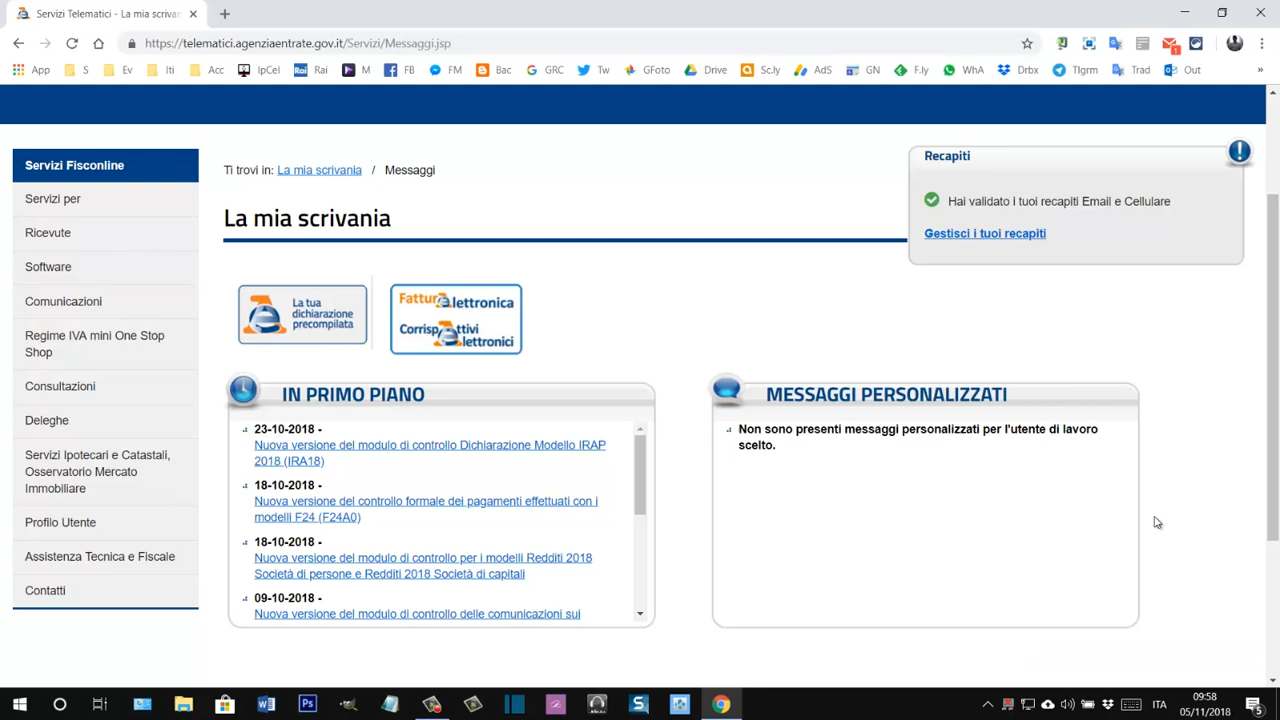 Servizi Telematici - La mia scrivan
https://telematici.agenziaentrate.gov.it/Servizi/Messaggi.jsp
App S Ev Iti Acc IpCel Rai M FB FM Bac GRC Tw GFoto Drive Sc.ly AdS GN F.ly WhA Drbx Tlgrm Trad Out »
Servizi Fisconline
Servizi per
Ricevute
Software
Comunicazioni
Regime IVA mini One Stop
Shop
Consultazioni
Deleghe
Servizi Ipotecari e Catastali,
Osservatorio Mercato
Immobiliare
Profilo Utente
Assistenza Tecnica e Fiscale
Contatti
Ti trovi in: La mia scrivania / Messaggi
La mia scrivania
Recapiti
Hai validato i tuoi recapiti Email e Cellulare
Gestisci i tuoi recapiti
La tua
dichiarazione
precompilata
Fattura elettronica
Corrispettivi
elettronici
IN PRIMO PIANO
23-10-2018 -
Nuova versione del modulo di controllo Dichiarazione Modello IRAP
2018 (IRA18)
18-10-2018 -
Nuova versione del controllo formale dei pagamenti effettuati con i
modelli F24 (F24A0)
18-10-2018 -
Nuova versione del modulo di controllo per i modelli Redditi 2018
Società di persone e Redditi 2018 Società di capitali
09-10-2018 -
Nuova versione del modulo di controllo delle comunicazioni sui
MESSAGGI PERSONALIZZATI
Non sono presenti messaggi personalizzati per l'utente di lavoro
scelto.
ITA
09:58
05/11/2018
5